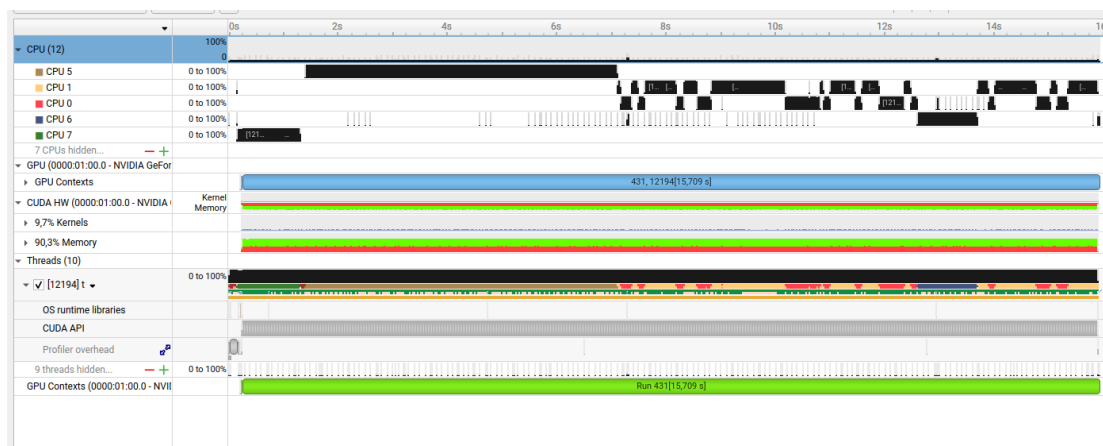 0s 2s 4s 6s 8s 10s 12s 14s 16
CPU (12) 100% 0
CPU 5 0 to 100%
CPU 1 0 to 100% [1... [... [... [1... ... ... [...
CPU 0 0 to 100% [121...
CPU 6 0 to 100%
CPU 7 0 to 100% [121... ...
7 CPUs hidden...
GPU (0000:01:00.0 - NVIDIA GeFor
GPU Contexts 431, 12194[15,709 s]
CUDA HW (0000:01:00.0 - NVIDIA Kernel Memory
9,7% Kernels
90,3% Memory
Threads (10)
[12194] t 0 to 100%
OS runtime libraries
CUDA API
Profiler overhead
9 threads hidden... 0 to 100%
GPU Contexts (0000:01:00.0 - NVI Run 431[15,709 s]